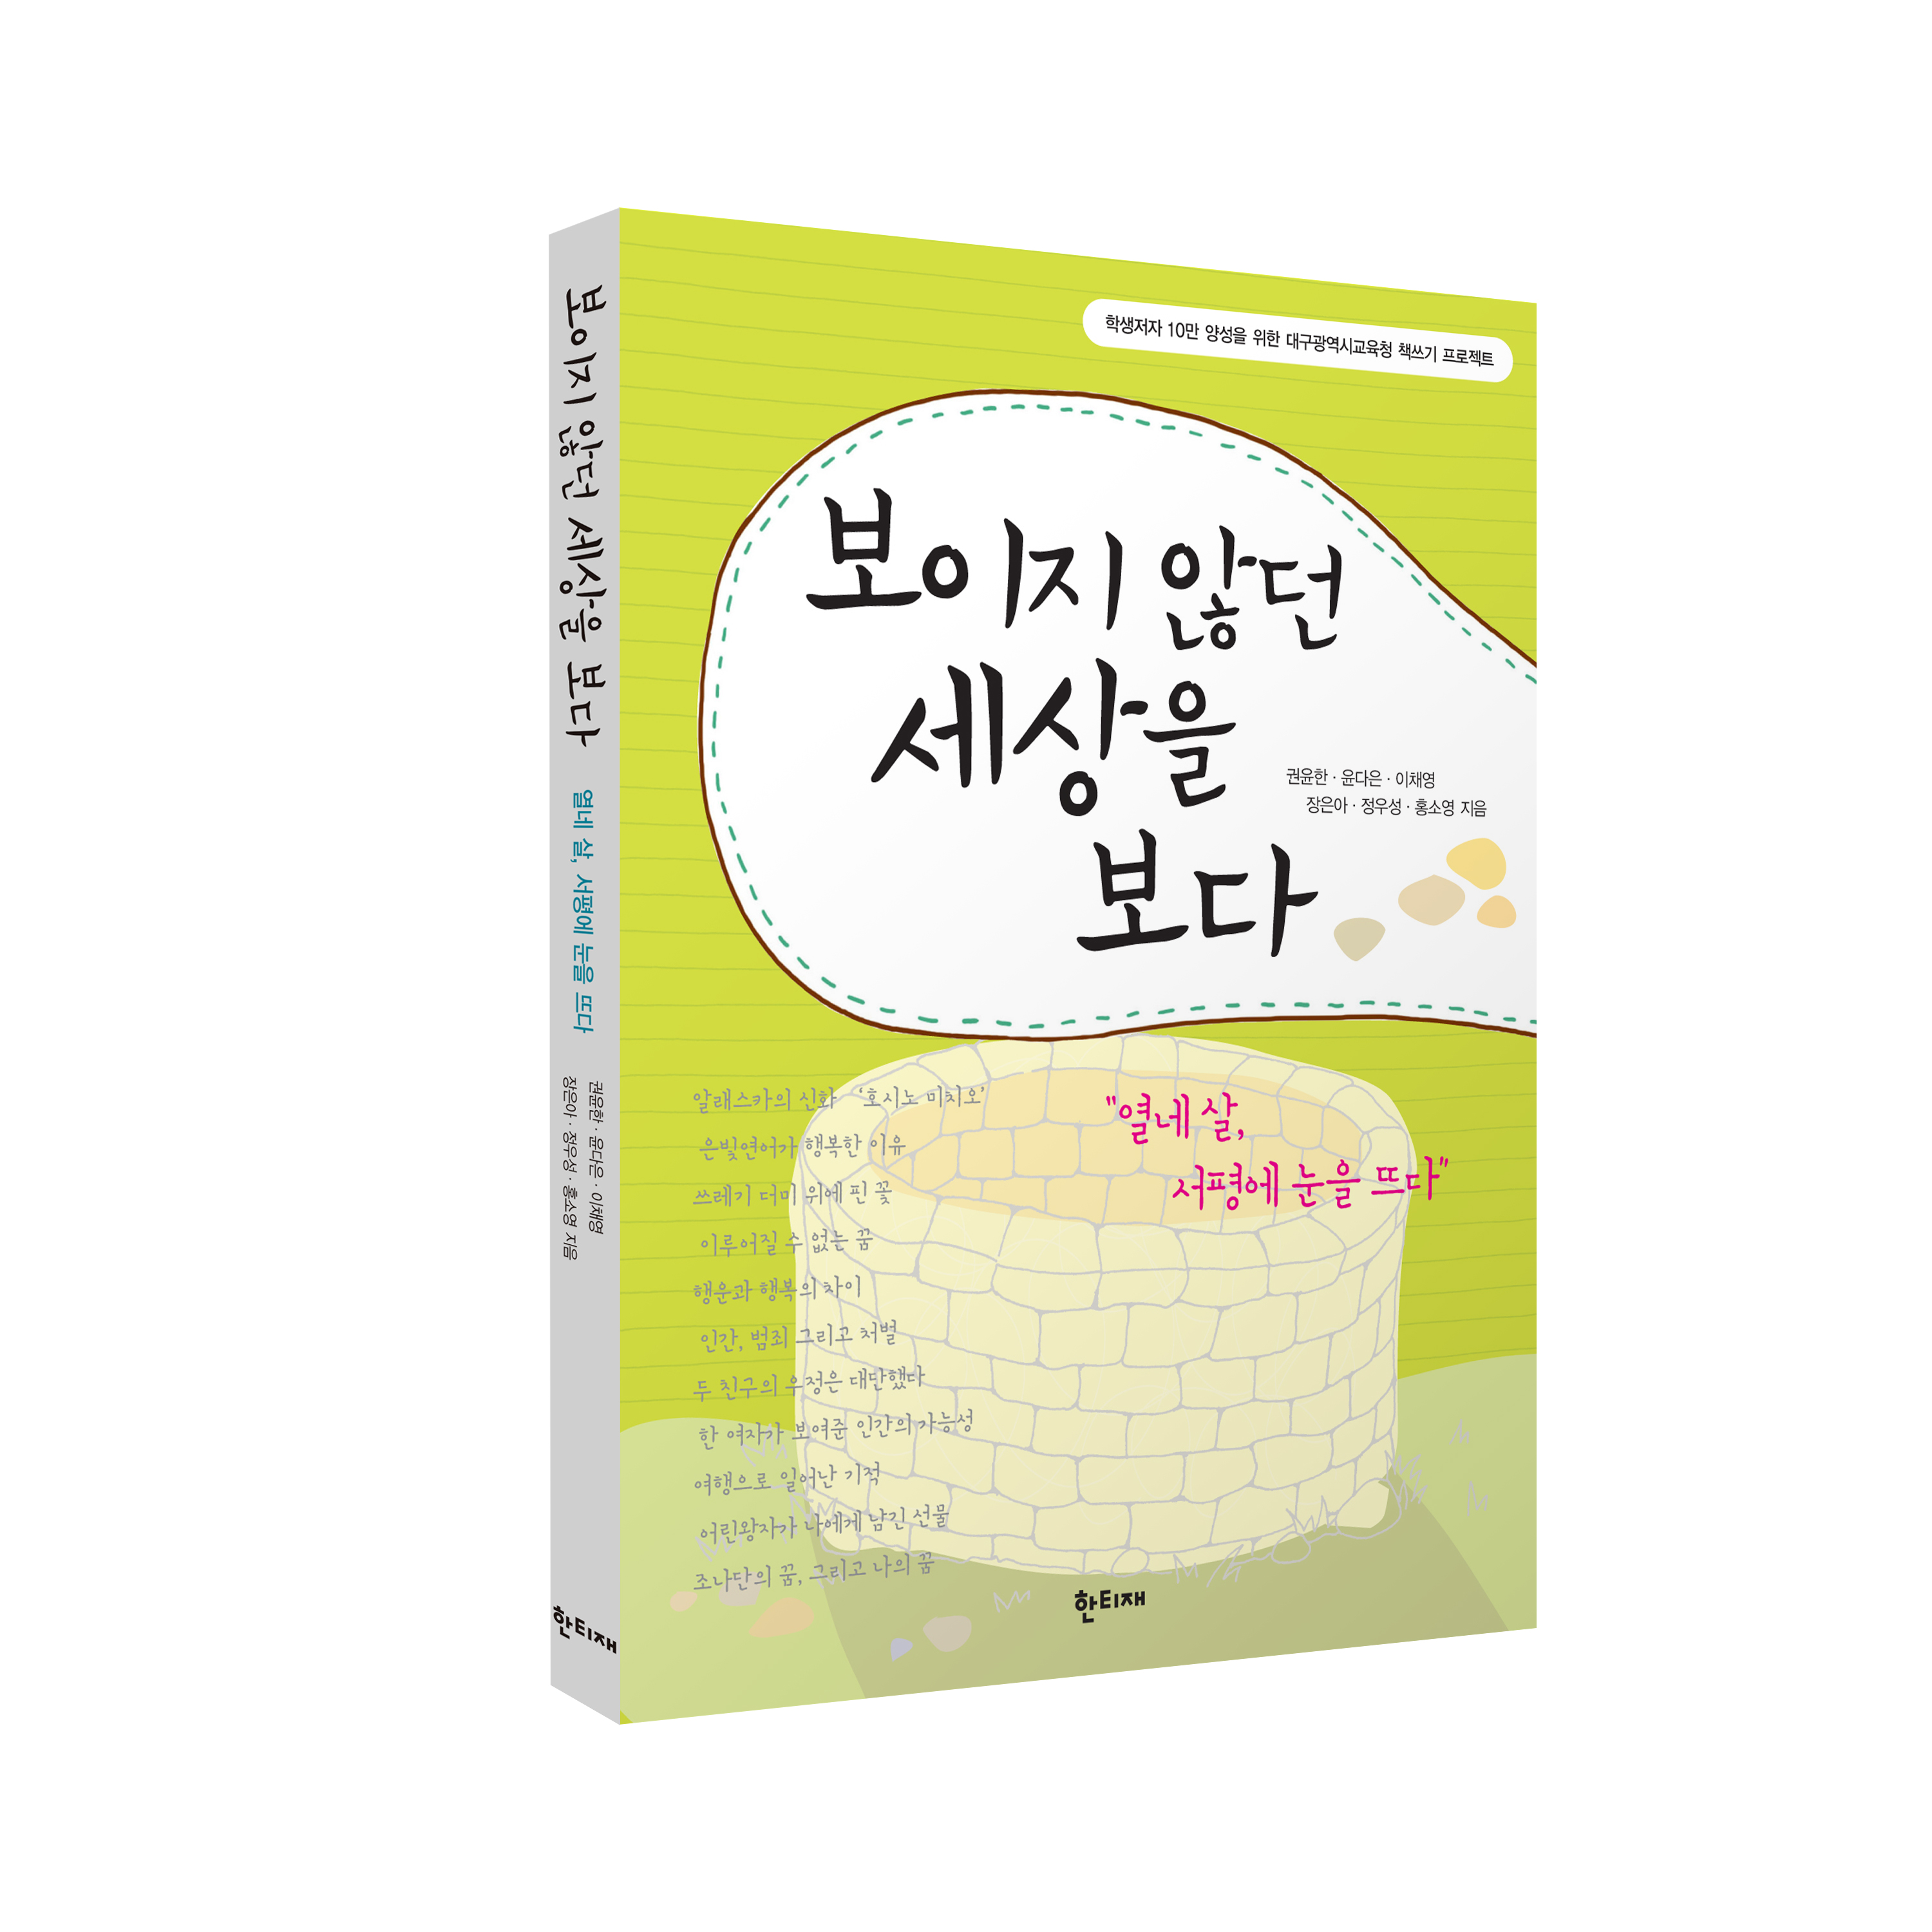 보이지 않던 세상을 보다 열네 살, 서평에 눈을 뜨다
권윤한 · 윤다은 · 이채영
장은아 · 정우성 · 홍소영 지음
한티재
학생저자 10만 양성을 위한 대구광역시교육청 책쓰기 프로젝트
보이지 않던
세상을
보다
권윤한 · 윤다은 · 이채영
장은아 · 정우성 · 홍소영 지음
"열네 살,
서평에 눈을 뜨다"
알래스카의 신화 ‘호시노 미치오’
은빛연어가 행복한 이유
쓰레기 더미 위에 핀 꽃
이루어질 수 없는 꿈
행운과 행복의 차이
인간, 범죄 그리고 처벌
두 친구의 우정은 대단했다
한 여자가 보여준 인간의 가능성
여행으로 일어난 기적
어린왕자가 나에게 남긴 선물
조나단의 꿈, 그리고 나의 꿈
한티재